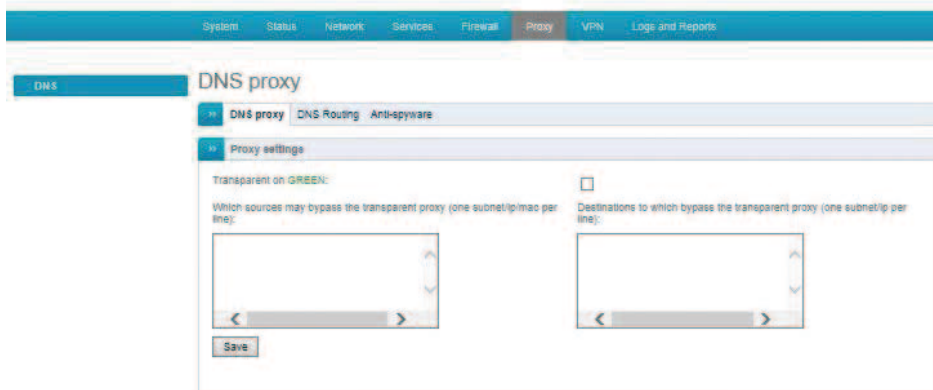 System Status Network Services Firewall Proxy VPN Logs and Reports
DNS
DNS proxy
» DNS proxy DNS Routing Anti-spyware
» Proxy settings
Transparent on GREEN:
Which sources may bypass the transparent proxy (one subnet/ip/mac per
line):
Destinations to which bypass the transparent proxy (one subnet/ip per
line):
Save